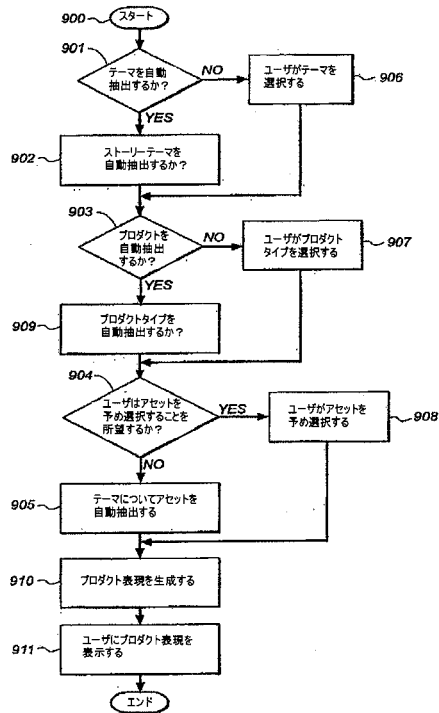 900
スタート
901
テーマを自動
抽出するか?
NO
ユーザがテーマを
選択する
906
YES
902
ストーリーテーマを
自動抽出するか?
903
プロダクトを
自動抽出
するか?
NO
ユーザがプロダクト
タイプを選択する
907
YES
909
プロダクタイプを
自動抽出するか?
904
ユーザはアセットを
予め選択することを
所望するか?
YES
ユーザがアセットを
予め選択する
908
NO
905
テーマについてアセットを
自動抽出する
910
プロダクト表現を生成する
911
ユーザにプロダクト表現を
表示する
エンド